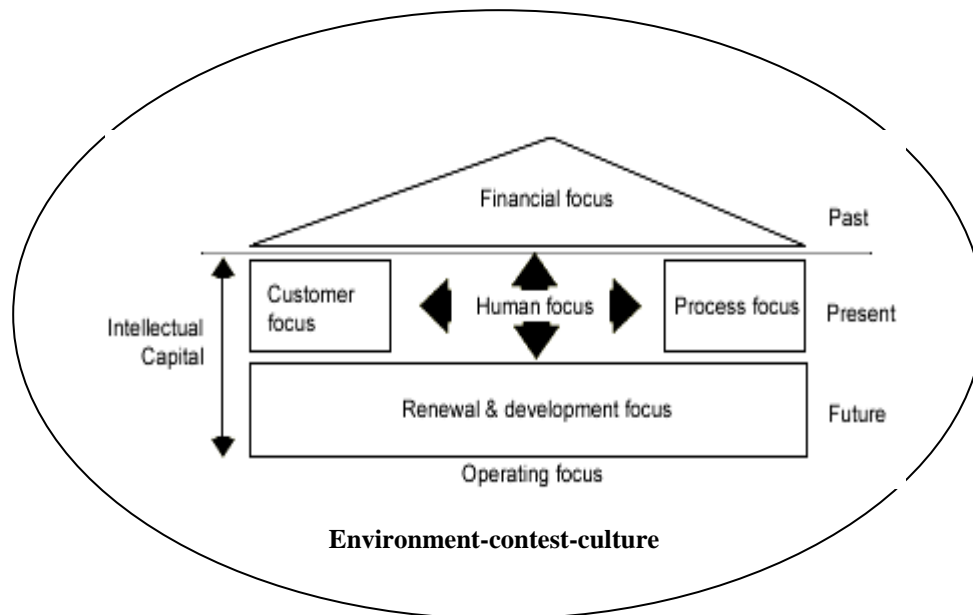 Financial focus
Past
Customer
focus
Human focus
Process focus
Present
Intellectual
Capital
Renewal & development focus
Future
Operating focus
Environment-contest-culture